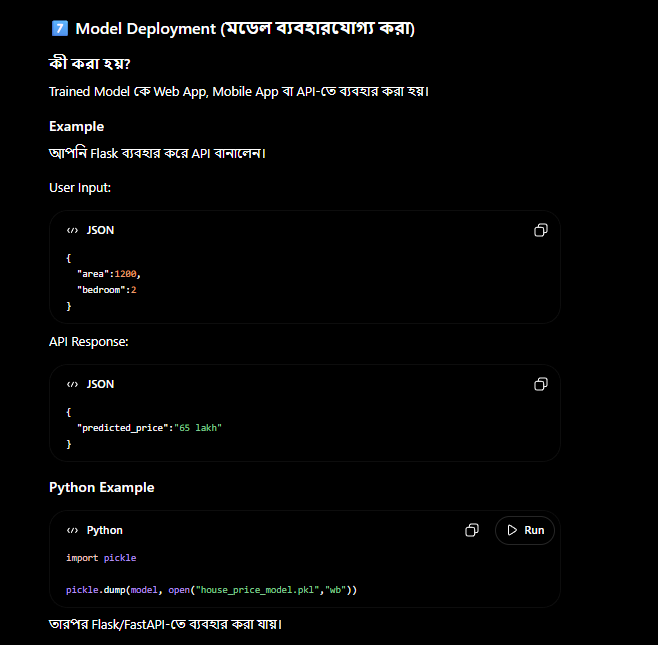 7 Model Deployment (মডেল ব্যবহারযোগ্য করা)
কী করা হয়?
Trained Model কে Web App, Mobile App বা API-তে ব্যবহার করা হয়।
Example
আপনি Flask ব্যবহার করে API বানালেন।
User Input:
</> JSON
{
"area":1200,
"bedroom":2
}
API Response:
</> JSON
{
"predicted_price":"65 lakh"
}
Python Example
</> Python Run
import pickle
pickle.dump(model, open("house_price_model.pkl","wb"))
তারপর Flask/FastAPI-তে ব্যবহার করা যায়।